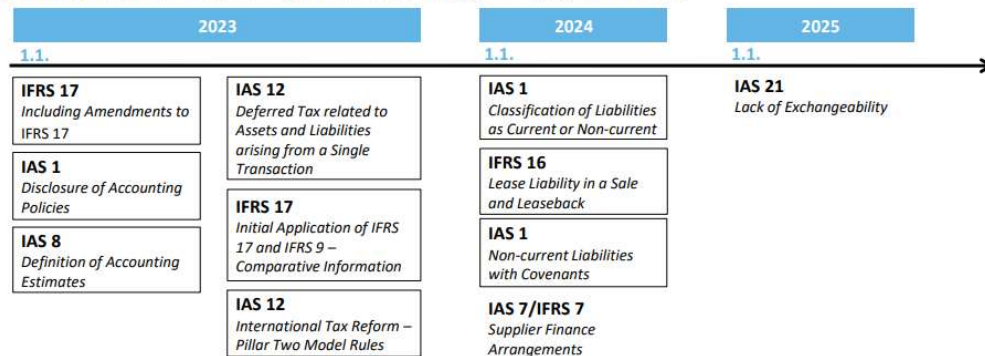 2023
2024
2025
1.1.
1.1.
1.1.
IFRS 17
Including Amendments to
IFRS 17
IAS 1
Disclosure of Accounting
Policies
IAS 8
Definition of Accounting
Estimates
IAS 12
Deferred Tax related to
Assets and Liabilities
arising from a Single
Transaction
IFRS 17
Initial Application of IFRS
17 and IFRS 9 –
Comparative Information
IAS 12
International Tax Reform –
Pillar Two Model Rules
IAS 1
Classification of Liabilities
as Current or Non-current
IFRS 16
Lease Liability in a Sale
and Leaseback
IAS 1
Non-current Liabilities
with Covenants
IAS 7/IFRS 7
Supplier Finance
Arrangements
IAS 21
Lack of Exchangeability